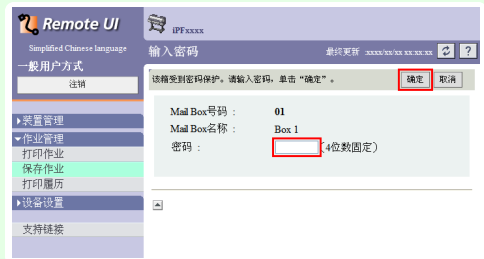 Remote UI
iPFxxxx
Simplified Chinese language
输入密码
最终更新 :xxxx/xx/xx xx:xx:xx
?
一般用户方式
注销
该箱受到密码保护。请输入密码，单击“确定”。
确定
取消
Mail Box号码 : 01
Mail Box名称 : Box 1
密码 : (4位数固定)
装置管理
作业管理
打印作业
保存作业
打印履历
设备设置
支持链接